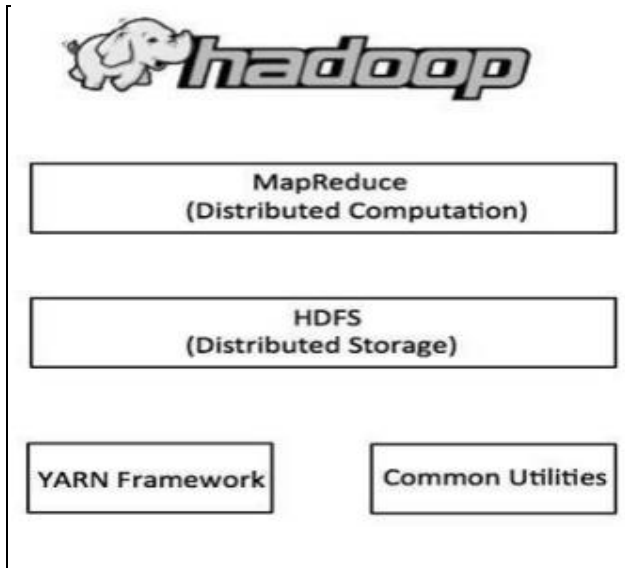 hadoop
MapReduce
(Distributed Computation)
HDFS
(Distributed Storage)
YARN Framework
Common Utilities